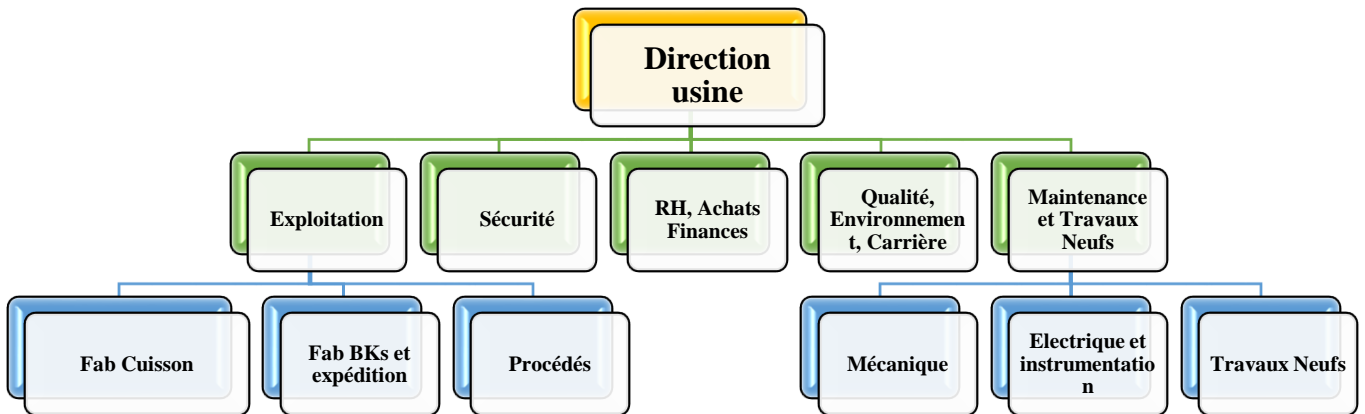 Direction
usine
Exploitation
Sécurité
RH, Achats
Finances
Qualité,
Environnemen
t, Carrière
Maintenance
et Travaux
Neufs
Fab Cuisson
Fab BKs et
expédition
Procédés
Mécanique
Electrique et
instrumentatio
n
Travaux Neufs